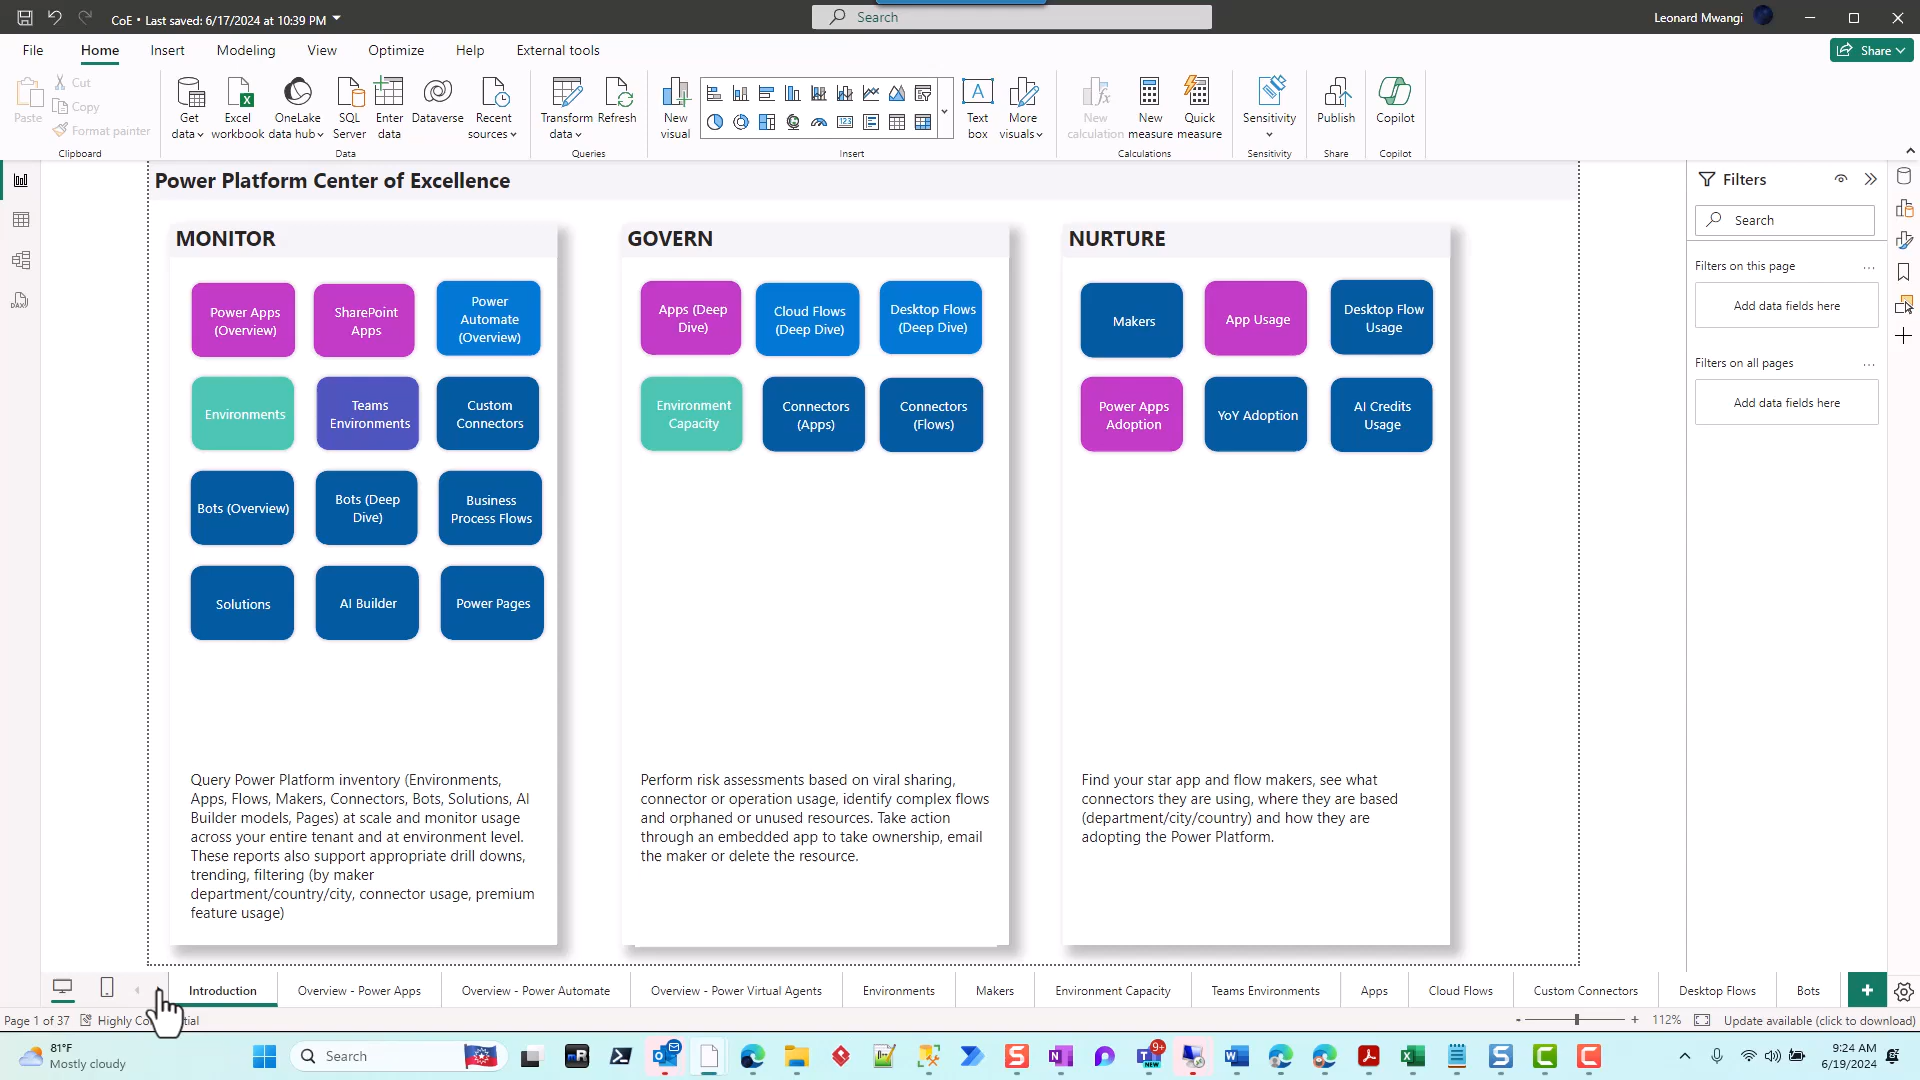 CoE • Last saved: 6/17/2024 at 10:39 PM
Search
Leonard Mwangi
File
Home
Insert
Modeling
View
Optimize
Help
External tools
Share
Paste
Cut
Copy
Format painter
Clipboard
Get data
Excel workbook
OneLake data hub
SQL Server
Enter data
Dataverse
Recent sources
Data
Transform data
Refresh
Queries
New visual
Text box
More visuals
Insert
New calculation
New measure
Quick measure
Calculations
Sensitivity
Sensitivity
Publish
Share
Copilot
Copilot
Power Platform Center of Excellence
MONITOR
Power Apps (Overview)
SharePoint Apps
Power Automate (Overview)
Environments
Teams Environments
Custom Connectors
Bots (Overview)
Bots (Deep Dive)
Business Process Flows
Solutions
AI Builder
Power Pages
Query Power Platform inventory (Environments,
Apps, Flows, Makers, Connectors, Bots, Solutions, AI
Builder models, Pages) at scale and monitor usage
across your entire tenant and at environment level.
These reports also support appropriate drill downs,
trending, filtering (by maker
department/country/city, connector usage, premium
feature usage)
GOVERN
Apps (Deep Dive)
Cloud Flows (Deep Dive)
Desktop Flows (Deep Dive)
Environment Capacity
Connectors (Apps)
Connectors (Flows)
Perform risk assessments based on viral sharing,
connector or operation usage, identify complex flows
and orphaned or unused resources. Take action
through an embedded app to take ownership, email
the maker or delete the resource.
NURTURE
Makers
App Usage
Desktop Flow Usage
Power Apps Adoption
YoY Adoption
AI Credits Usage
Find your star app and flow makers, see what
connectors they are using, where they are based
(department/city/country) and how they are
adopting the Power Platform.
Filters
Search
Filters on this page
Add data fields here
Filters on all pages
Add data fields here
Introduction
Overview - Power Apps
Overview - Power Automate
Overview - Power Virtual Agents
Environments
Makers
Environment Capacity
Teams Environments
Apps
Cloud Flows
Custom Connectors
Desktop Flows
Bots
Page 1 of 37
Highly
112%
Update available (click to download)
81°F
Mostly cloudy
Search
9+
NEW
9:24 AM
6/19/2024